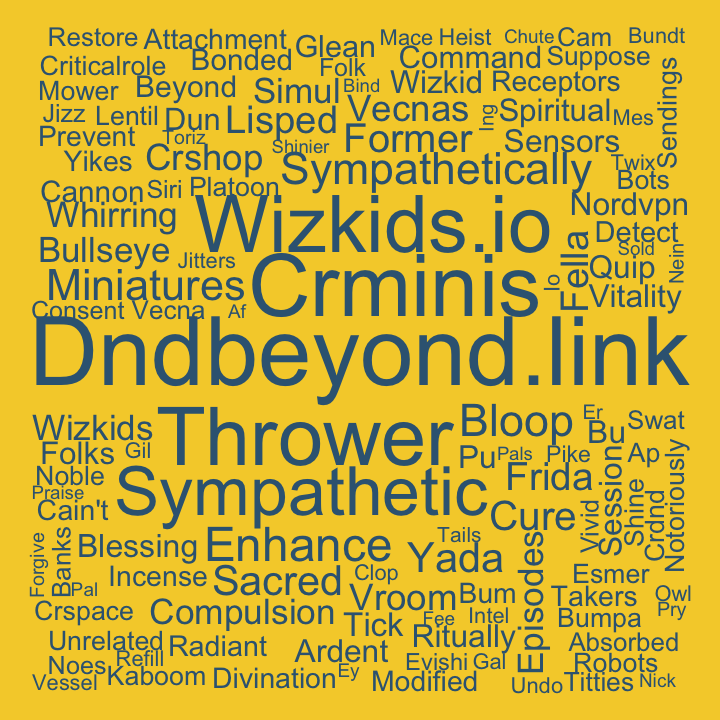 Restore Attachment Glean Mace Heist Chute Cam Bundt
Criticalrole Bonded Folk Command Suppose
Mower Beyond Simul Bind Wizkid Receptors Sendings
Jizz Lentil Dun Lisped Vecnas Ing Spiritual Mes
Prevent Toriz Shinier Former Sensors
Yikes Crshop Sympathetically Twix
Cannon Siri Platoon Bots
Whirring Wizkids.io Nordvpn
Bullseye Jitters Fella Detect Sold Nein
Miniatures Crminis Io Quip
Consent Vecna Af Vitality
Dndbeyond.link
Wizkids Thrower Bloop Er Bu Swat
Folks Gil Pu Pals Pike Ap
Noble Sympathetic Frida Session Notoriously
Praise Cain't Cure Vivid Shine Crdnd
Forgive Banks Blessing Enhance Tails Yada Episodes
Pal Incense Sacred Clop Esmer Owl
Crspace Compulsion Vroom Bum Takers Pry
Unrelated Radiant Tick Fee Intel Bumpa
Noes Refill Ardent Ritually Absorbed
Vessel Kaboom Divination Ey Evishi Gal Robots
Modified Undo Titties Nick